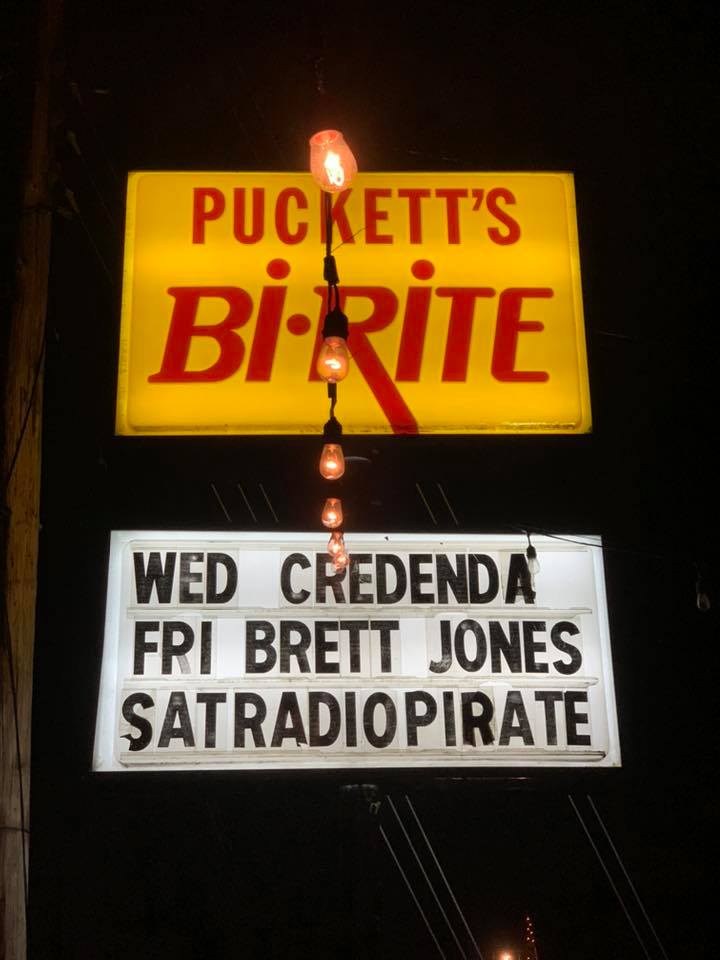 PUCKETT'S
Bi·RiTE
WED CREDENDA
FRI BRETT JONES
SATRADIOPIRATE